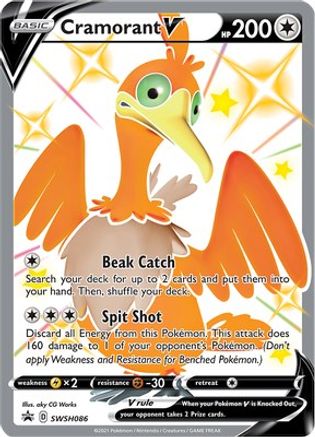 BASIC Cramorant V HP 200
Beak Catch
Search your deck for up to 2 cards and put them into
your hand. Then, shuffle your deck.
Spit Shot
Discard all Energy from this Pokémon. This attack does
160 damage to 1 of your opponent's Pokémon. (Don't
apply Weakness and Resistance for Benched Pokémon.)
weakness ×2 resistance -30 retreat
Illus. aky CG Works
V rule When your Pokémon V is Knocked Out,
your opponent takes 2 Prize cards.
SWSH086
©2021 Pokémon / Nintendo / Creatures / GAME FREAK